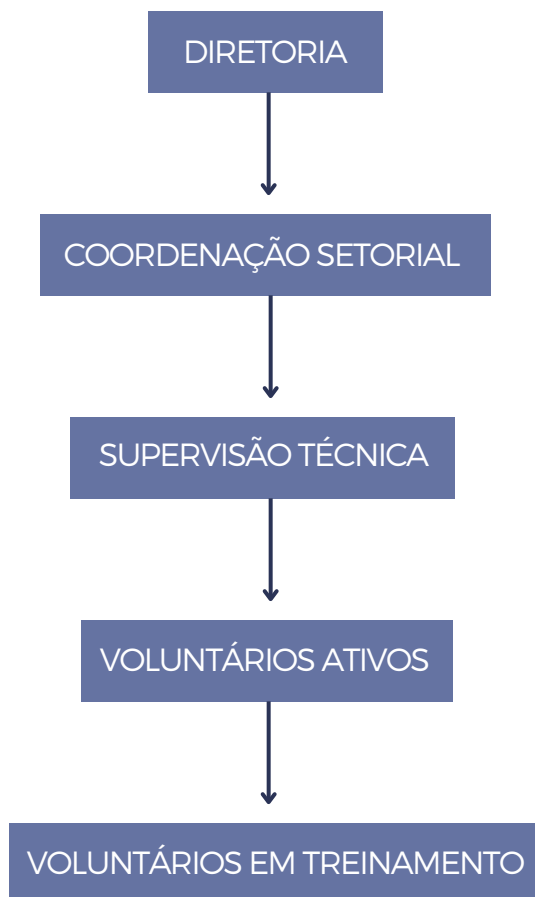 DIRETORIA
COORDENAÇÃO SETORIAL
SUPERVISÃO TÉCNICA
VOLUNTÁRIOS ATIVOS
VOLUNTÁRIOS EM TREINAMENTO